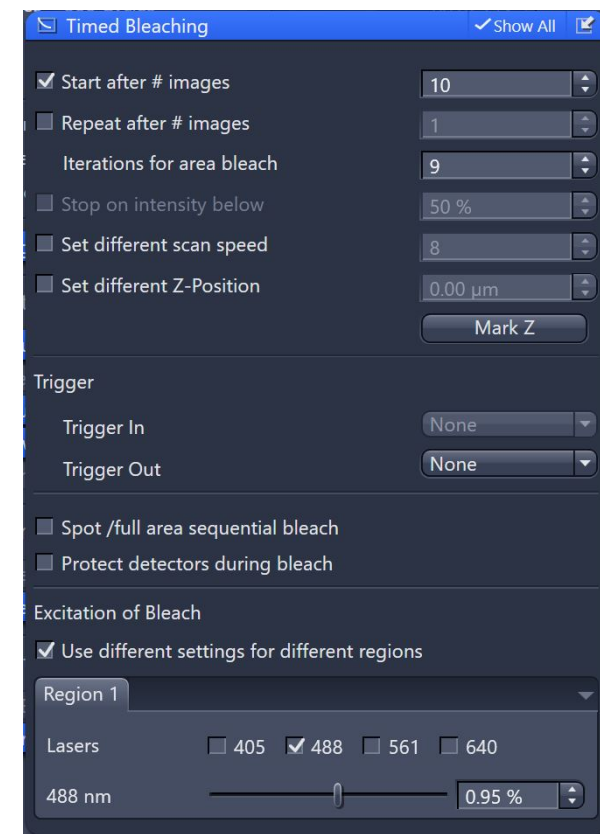 Timed Bleaching Show All
Start after # images 10
Repeat after # images 1
Iterations for area bleach 9
Stop on intensity below 50 %
Set different scan speed 8
Set different Z-Position 0.00 µm
Mark Z
Trigger
Trigger In None
Trigger Out None
Spot /full area sequential bleach
Protect detectors during bleach
Excitation of Bleach
Use different settings for different regions
Region 1
Lasers 405 488 561 640
488 nm 0.95 %